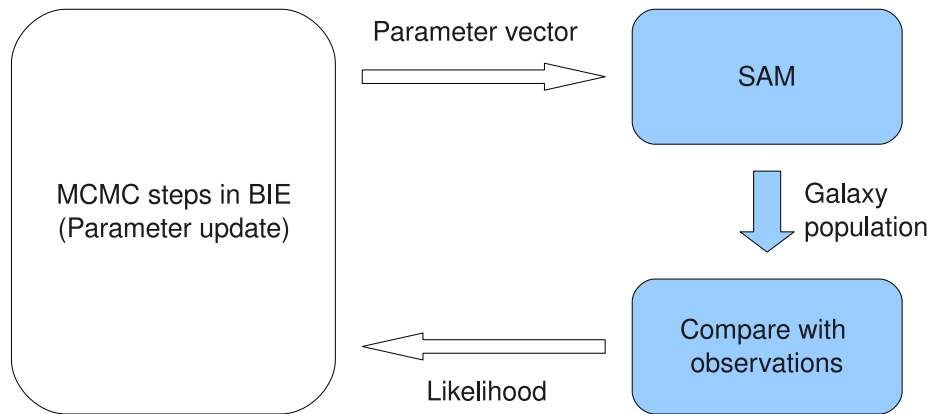 Parameter vector
SAM
MCMC steps in BIE
(Parameter update)
Galaxy
population
Compare with
observations
Likelihood